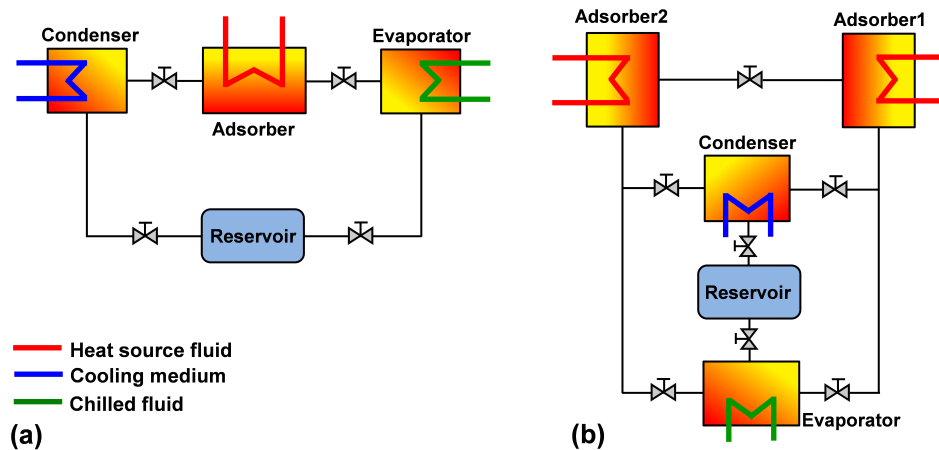 Condenser
Evaporator
Adsorber
Reservoir
Heat source fluid
Cooling medium
Chilled fluid
(a)
Adsorber2
Adsorber1
Condenser
Reservoir
Evaporator
(b)